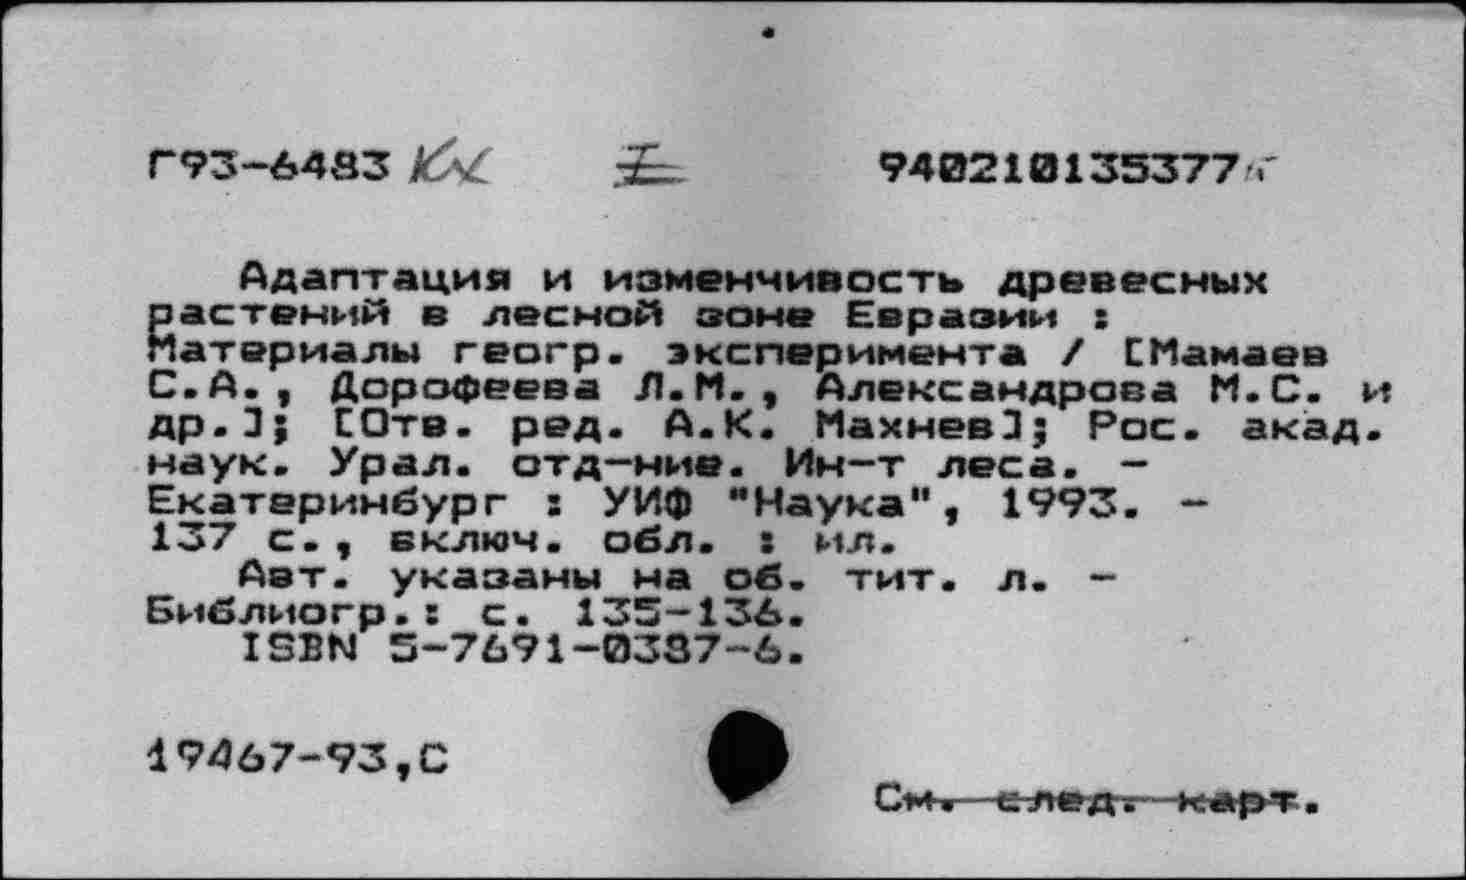 Г93-6483
940210135377
Адаптация и изменчивость древесных
растений в лесной зоне Евразии :
Материалы геогр. эксперимента / [Мамаев
С.А., Дорофеева Л.М., Александрова М.С. и
др.]; [Отв. ред. А.К. Махнев]; Рос. акад.
наук. Урал. отд-ние. Ин-т леса. -
Екатеринбург : УИФ "Наука", 1993. -
137 с., включ. обл. : ил.
Авт. указаны на об. тит. л. -
Библиогр.: с. 135-136.
ISBN 5-7691-0387-6.
19467-93,С
См. след. карт.